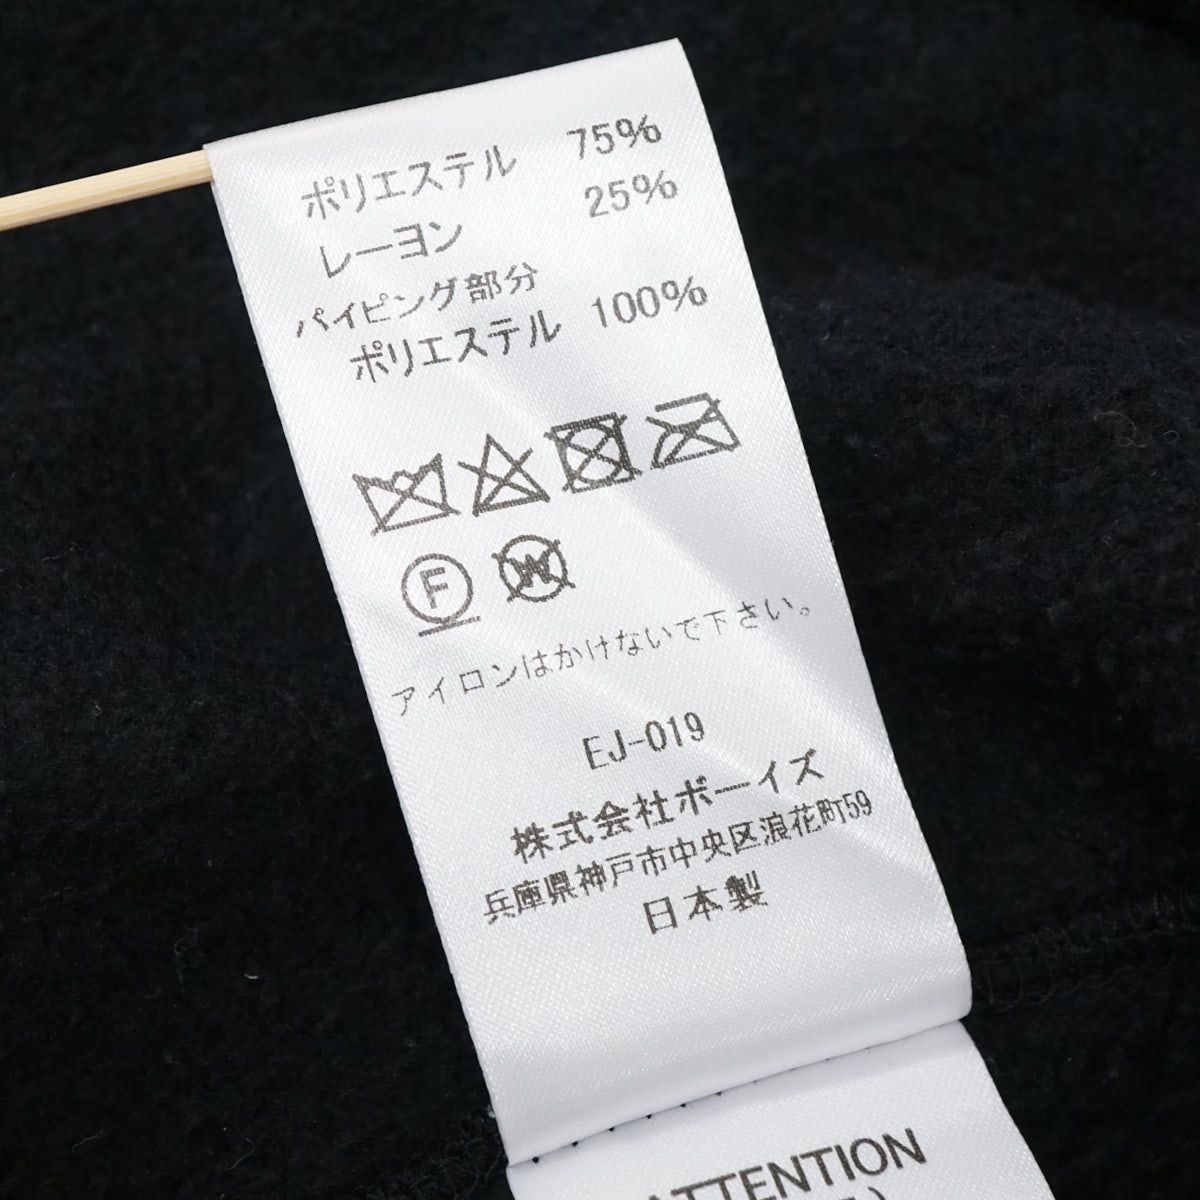 ポリエステル 75%
レーヨン 25%
パイピング部分
ポリエステル 100%
F W
アイロンはかけないで下さい。
EJ-019
株式会社ボーイズ
兵庫県神戸市中央区浪花町59
日本製
ATTENTION